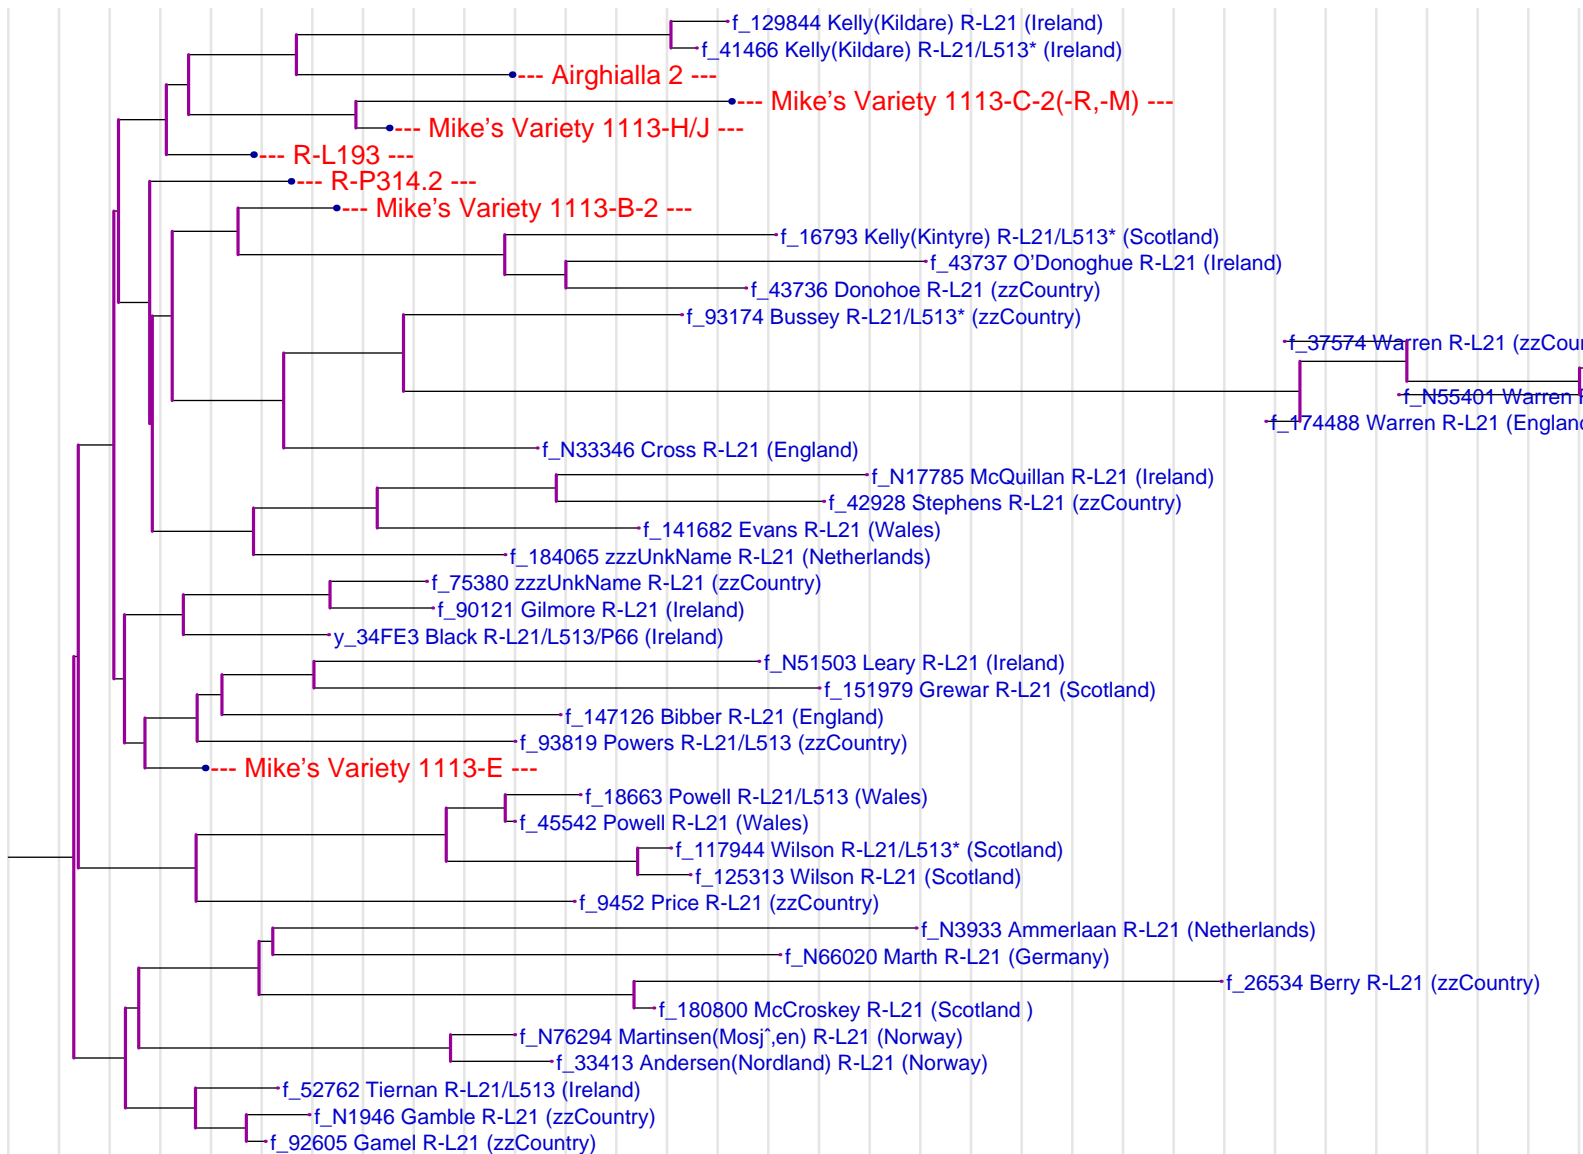 f_129844 Kelly(Kildare) R-L21 (Ireland)
f_41466 Kelly(Kildare) R-L21/L513* (Ireland)
--- Airghialla 2 ---
--- Mike's Variety 1113-C-2(-R,-M) ---
--- Mike's Variety 1113-H/J ---
--- R-L193 ---
--- R-P314.2 ---
--- Mike's Variety 1113-B-2 ---
f_16793 Kelly(Kintyre) R-L21/L513* (Scotland)
f_43737 O'Donoghue R-L21 (Ireland)
f_43736 Donohoe R-L21 (zzCountry)
f_93174 Bussey R-L21/L513* (zzCountry)
f_37574 Warren R-L21 (zzCour
f_N55401 Warren
f_174488 Warren R-L21 (England
f_N33346 Cross R-L21 (England)
f_N17785 McQuillan R-L21 (Ireland)
f_42928 Stephens R-L21 (zzCountry)
f_141682 Evans R-L21 (Wales)
f_184065 zzzUnkName R-L21 (Netherlands)
f_75380 zzzUnkName R-L21 (zzCountry)
f_90121 Gilmore R-L21 (Ireland)
y_34FE3 Black R-L21/L513/P66 (Ireland)
f_N51503 Leary R-L21 (Ireland)
f_151979 Grewar R-L21 (Scotland)
f_147126 Bibber R-L21 (England)
f_93819 Powers R-L21/L513 (zzCountry)
--- Mike's Variety 1113-E ---
f_18663 Powell R-L21/L513 (Wales)
f_45542 Powell R-L21 (Wales)
f_117944 Wilson R-L21/L513* (Scotland)
f_125313 Wilson R-L21 (Scotland)
f_9452 Price R-L21 (zzCountry)
f_N3933 Ammerlaan R-L21 (Netherlands)
f_N66020 Marth R-L21 (Germany)
f_26534 Berry R-L21 (zzCountry)
f_180800 McCroskey R-L21 (Scotland )
f_N76294 Martinsen(Mosjˆ‚en) R-L21 (Norway)
f_33413 Andersen(Nordland) R-L21 (Norway)
f_52762 Tiernan R-L21/L513 (Ireland)
f_N1946 Gamble R-L21 (zzCountry)
f_92605 Gamel R-L21 (zzCountry)